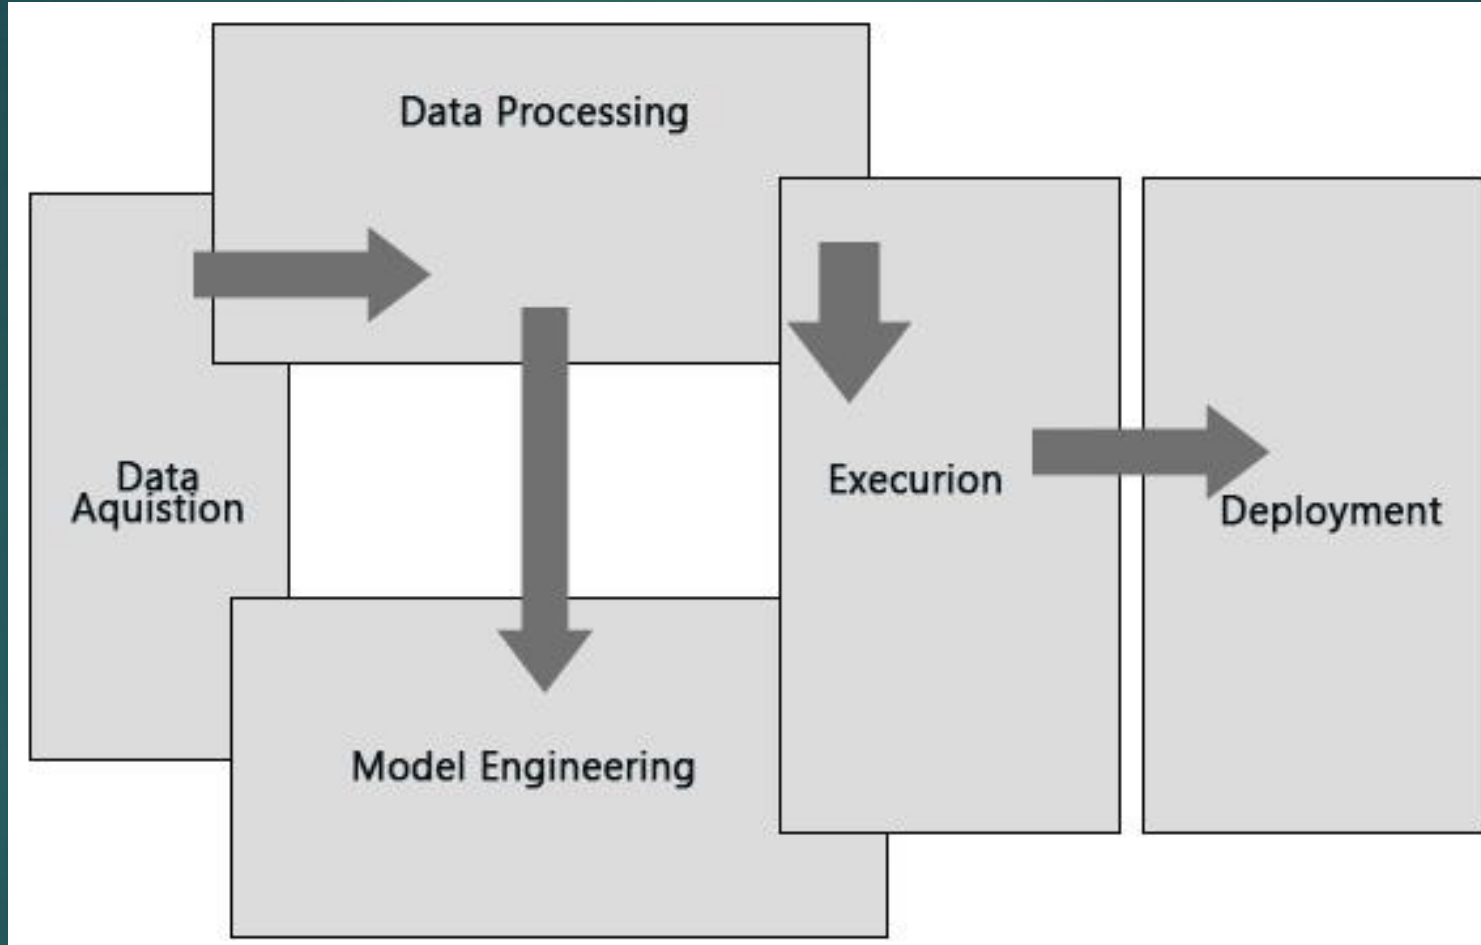 Data Processing
Data
Aquistion
Execurion
Deployment
Model Engineering